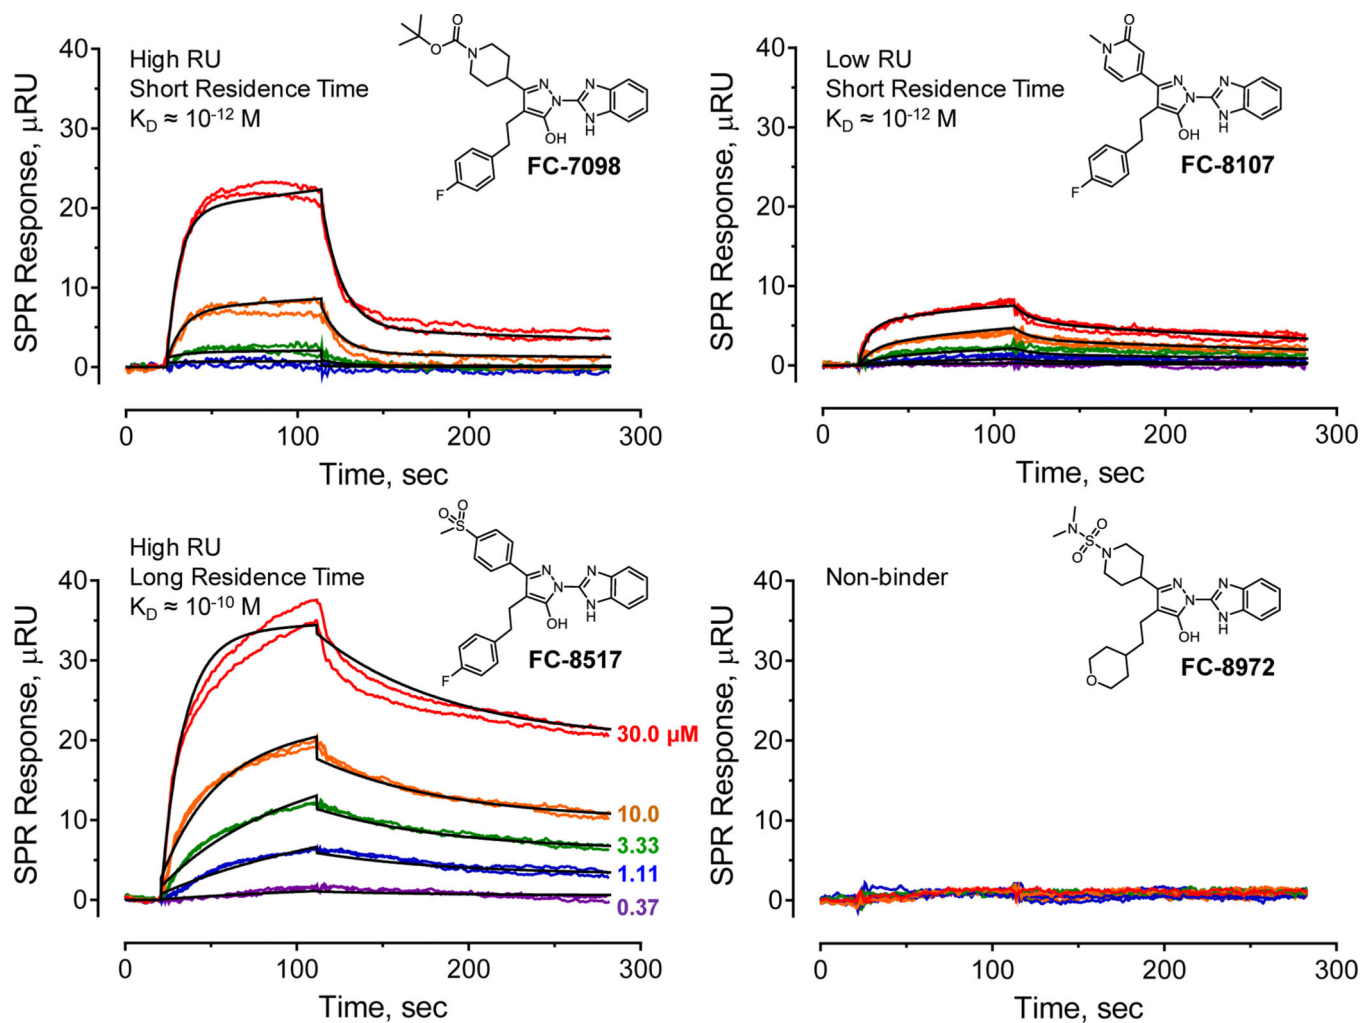 40
30
20
10
0
SPR Response, μRU
High RU
Short Residence Time
K_D ≈ 10^-12 M
O
O
N
N
N
N
N
H
OH
F
FC-7098
0
100
200
300
Time, sec
40
30
20
10
0
SPR Response, μRU
Low RU
Short Residence Time
K_D ≈ 10^-12 M
O
N
N
N
N
N
H
OH
F
FC-8107
0
100
200
300
Time, sec
40
30
20
10
0
SPR Response, μRU
High RU
Long Residence Time
K_D ≈ 10^-10 M
O
O
S
N
N
N
N
H
OH
F
FC-8517
30.0 μM
10.0
3.33
1.11
0.37
0
100
200
300
Time, sec
40
30
20
10
0
SPR Response, μRU
Non-binder
N
O
S
O
N
N
N
N
N
H
OH
O
FC-8972
0
100
200
300
Time, sec